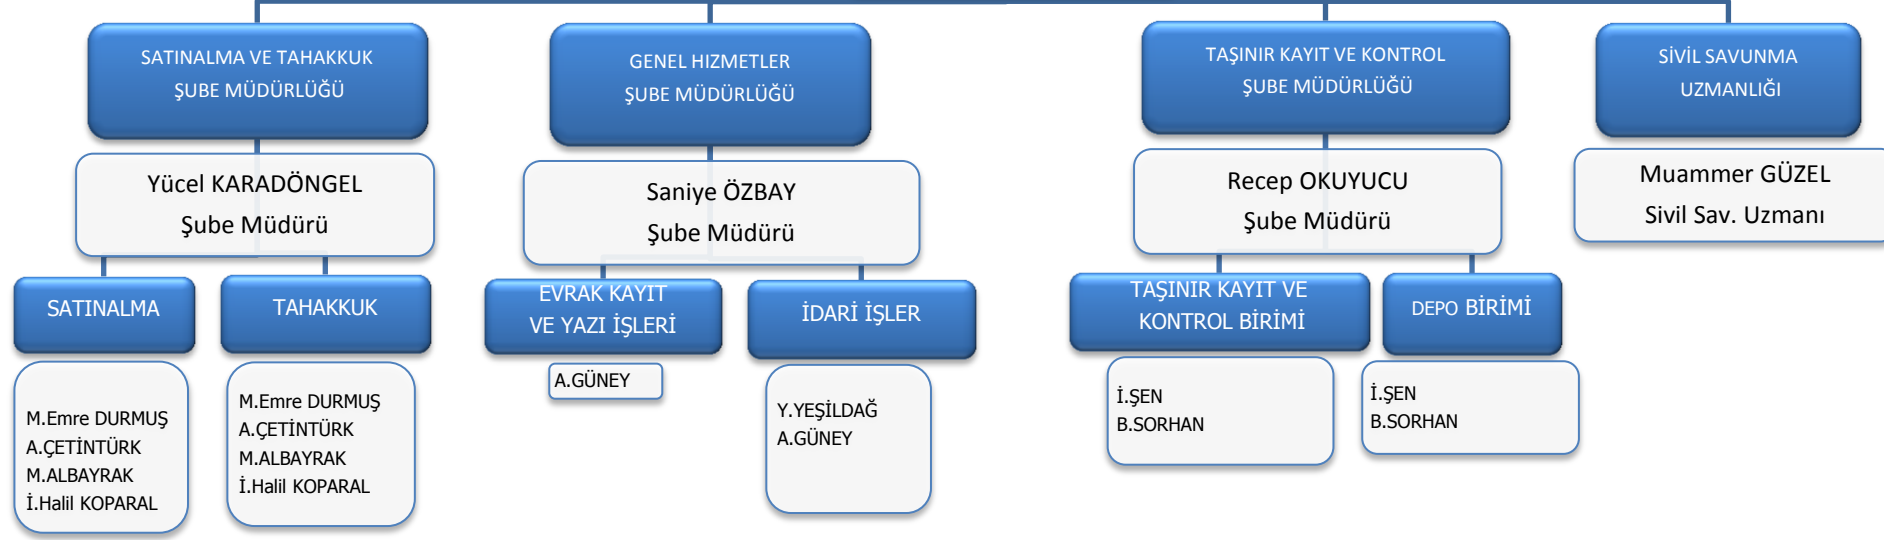 SATINALMA VE TAHAKKUK
ŞUBE MÜDÜRLÜĞÜ
Yücel KARADÖNGEL
Şube Müdürü
SATINALMA
M.Emre DURMUŞ
A.ÇETİNTÜRK
M.ALBAYRAK
İ.Halil KOPARAL
TAHAKKUK
M.Emre DURMUŞ
A.ÇETİNTÜRK
M.ALBAYRAK
İ.Halil KOPARAL
GENEL HIZMETLER
ŞUBE MÜDÜRLÜĞÜ
Saniye ÖZBAY
Şube Müdürü
EVRAK KAYIT
VE YAZI İŞLERİ
A.GÜNEY
İDARİ İŞLER
Y.YEŞİLDAĞ
A.GÜNEY
TAŞINIR KAYIT VE KONTROL
ŞUBE MÜDÜRLÜĞÜ
Recep OKUYUCU
Şube Müdürü
TAŞINIR KAYIT VE
KONTROL BİRİMİ
İ.ŞEN
B.SORHAN
DEPO BİRİMİ
İ.ŞEN
B.SORHAN
SİVİL SAVUNMA
UZMANLIĞI
Muammer GÜZEL
Sivil Sav. Uzmanı